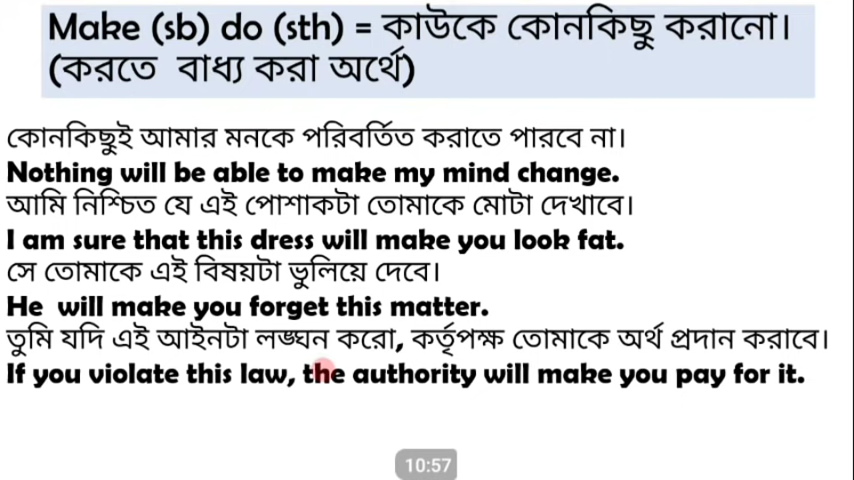 Make (sb) do (sth) = কাউকে কোনকিছু করানো।
(করতে বাধ্য করা অর্থে)
কোনকিছুই আমার মনকে পরিবর্তিত করাতে পারবে না।
Nothing will be able to make my mind change.
আমি নিশ্চিত যে এই পোশাকটা তোমাকে মোটা দেখাবে।
I am sure that this dress will make you look fat.
সে তোমাকে এই বিষয়টা ভুলিয়ে দেবে।
He will make you forget this matter.
তুমি যদি এই আইনটা লঙ্ঘন করো, কর্তৃপক্ষ তোমাকে অর্থ প্রদান করাবে।
If you violate this law, the authority will make you pay for it.
10:57